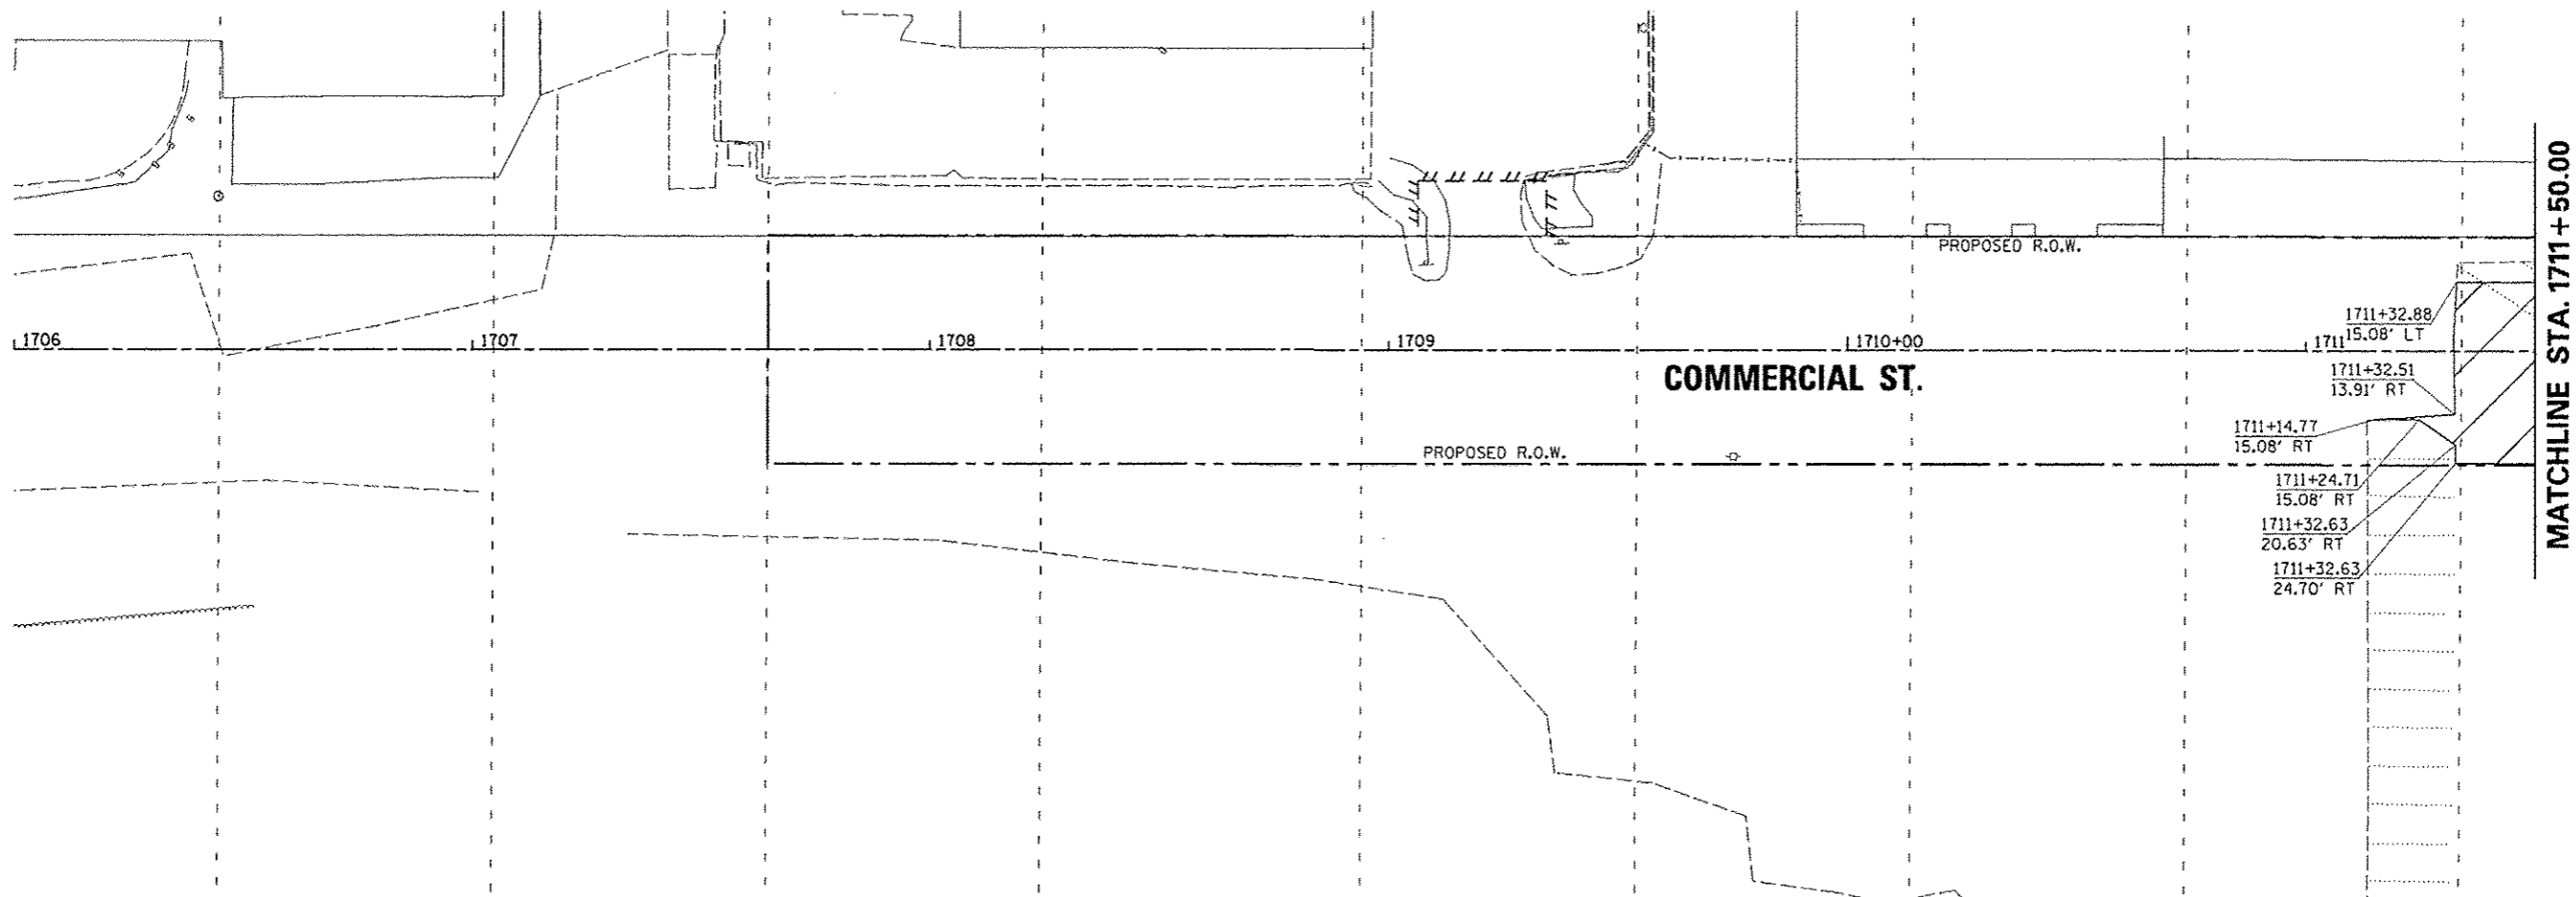 PROPOSED R.O.W.
1706
1707
1708
1709
1710+00
1711
COMMERCIAL ST.
PROPOSED R.O.W.
1711+32.88
15.08' LT
1711+32.51
13.91' RT
1711+14.77
15.08' RT
1711+24.71
15.08' RT
1711+32.63
20.63' RT
1711+32.63
24.70' RT
MATCHLINE STA. 1711+50.00